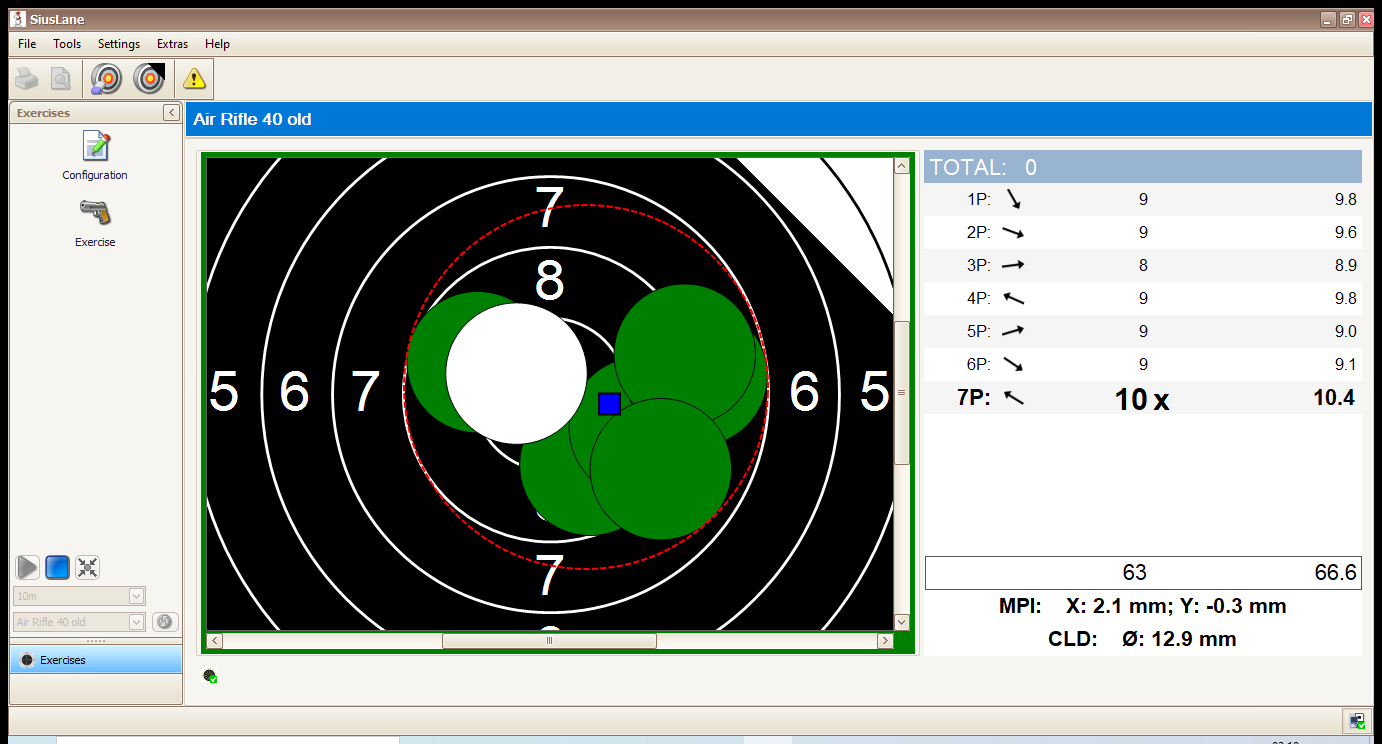 SiusLane
File Tools Settings Extras Help
Exercises
Configuration
Exercise
10m
Air Rifle 40 old
Exercises
Air Rifle 40 old
7
8
5 6 7 6 5
7
TOTAL: 0
1P: 9 9.8
2P: 9 9.6
3P: 8 8.9
4P: 9 9.8
5P: 9 9.0
6P: 9 9.1
7P: 10 x 10.4
63 66.6
MPI: X: 2.1 mm; Y: -0.3 mm
CLD: Ø: 12.9 mm